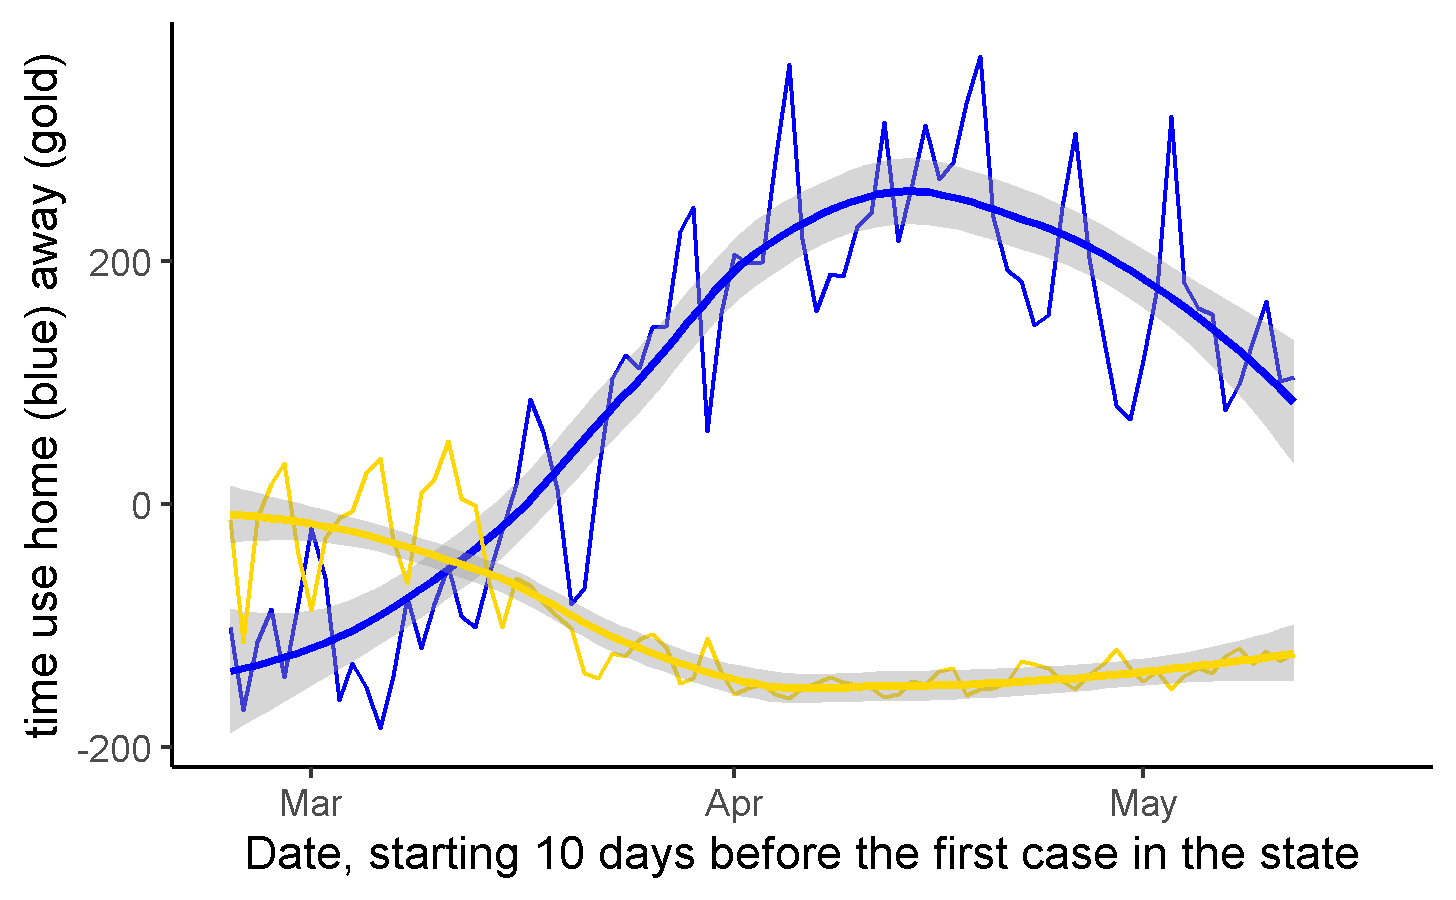 time use home (blue) away (gold)
200
0
-200
Mar
Apr
May
Date, starting 10 days before the first case in the state